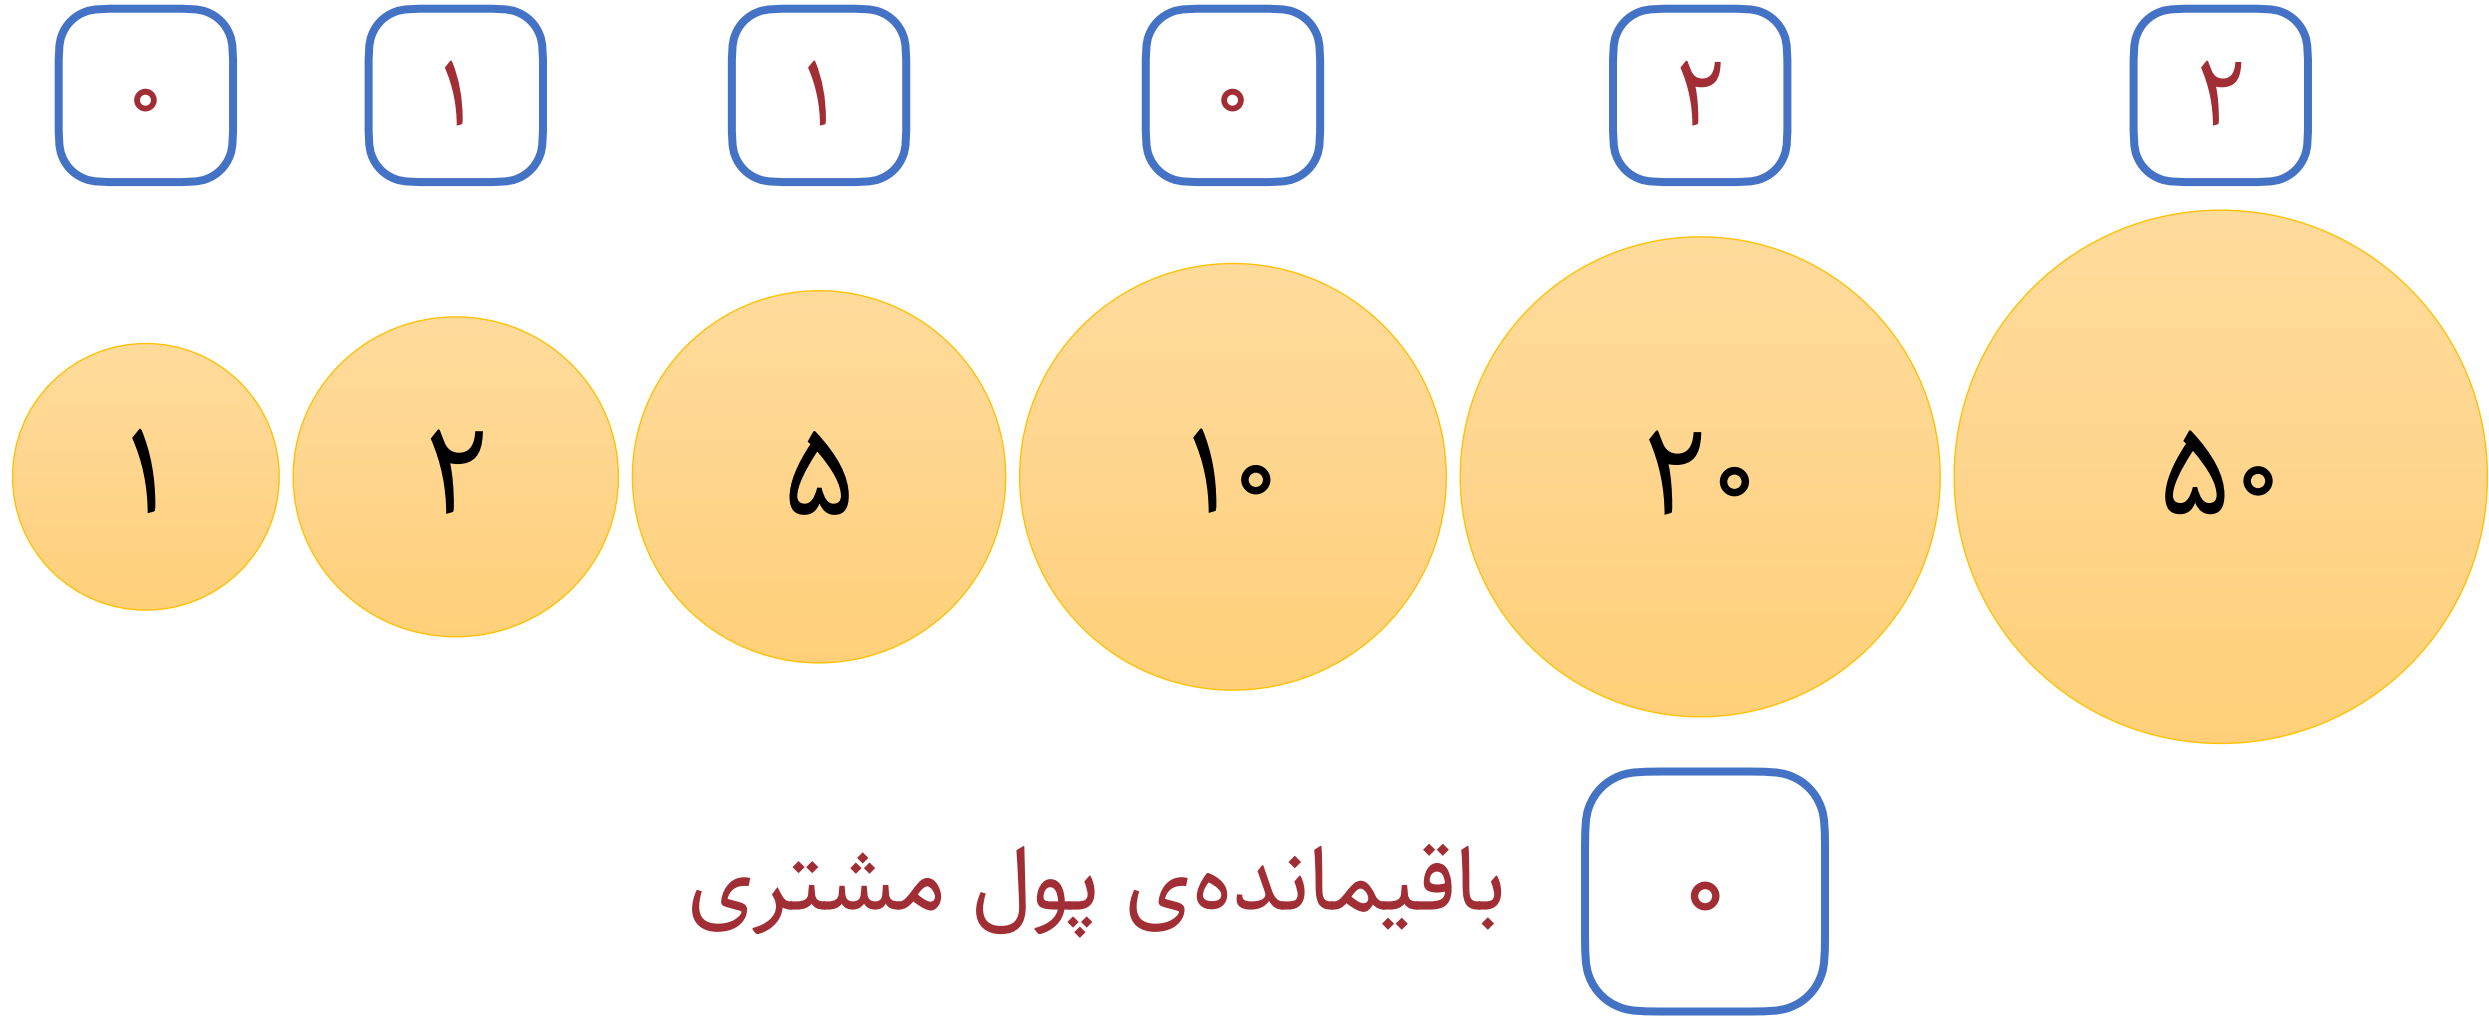 ۰ ۱ ۱ ۰ ۲ ۲
۱ ۲ ۵ ۱۰ ۲۰ ۵۰
باقیمانده‌ی پول مشتری ۰